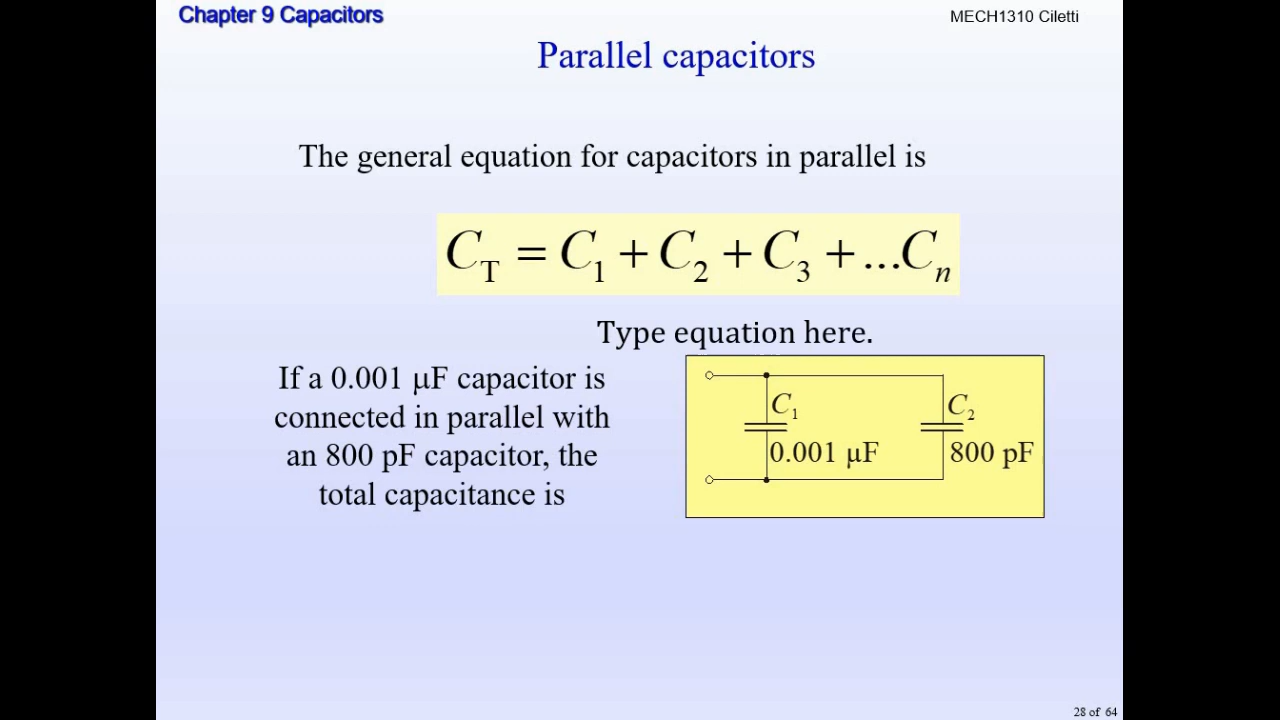 Chapter 9 Capacitors
MECH1310 Ciletti
Parallel capacitors
The general equation for capacitors in parallel is
C_T = C_1 + C_2 + C_3 + ...C_n
Type equation here.
If a 0.001 μF capacitor is
connected in parallel with
an 800 pF capacitor, the
total capacitance is
C_1
0.001 μF
C_2
800 pF
28 of 64